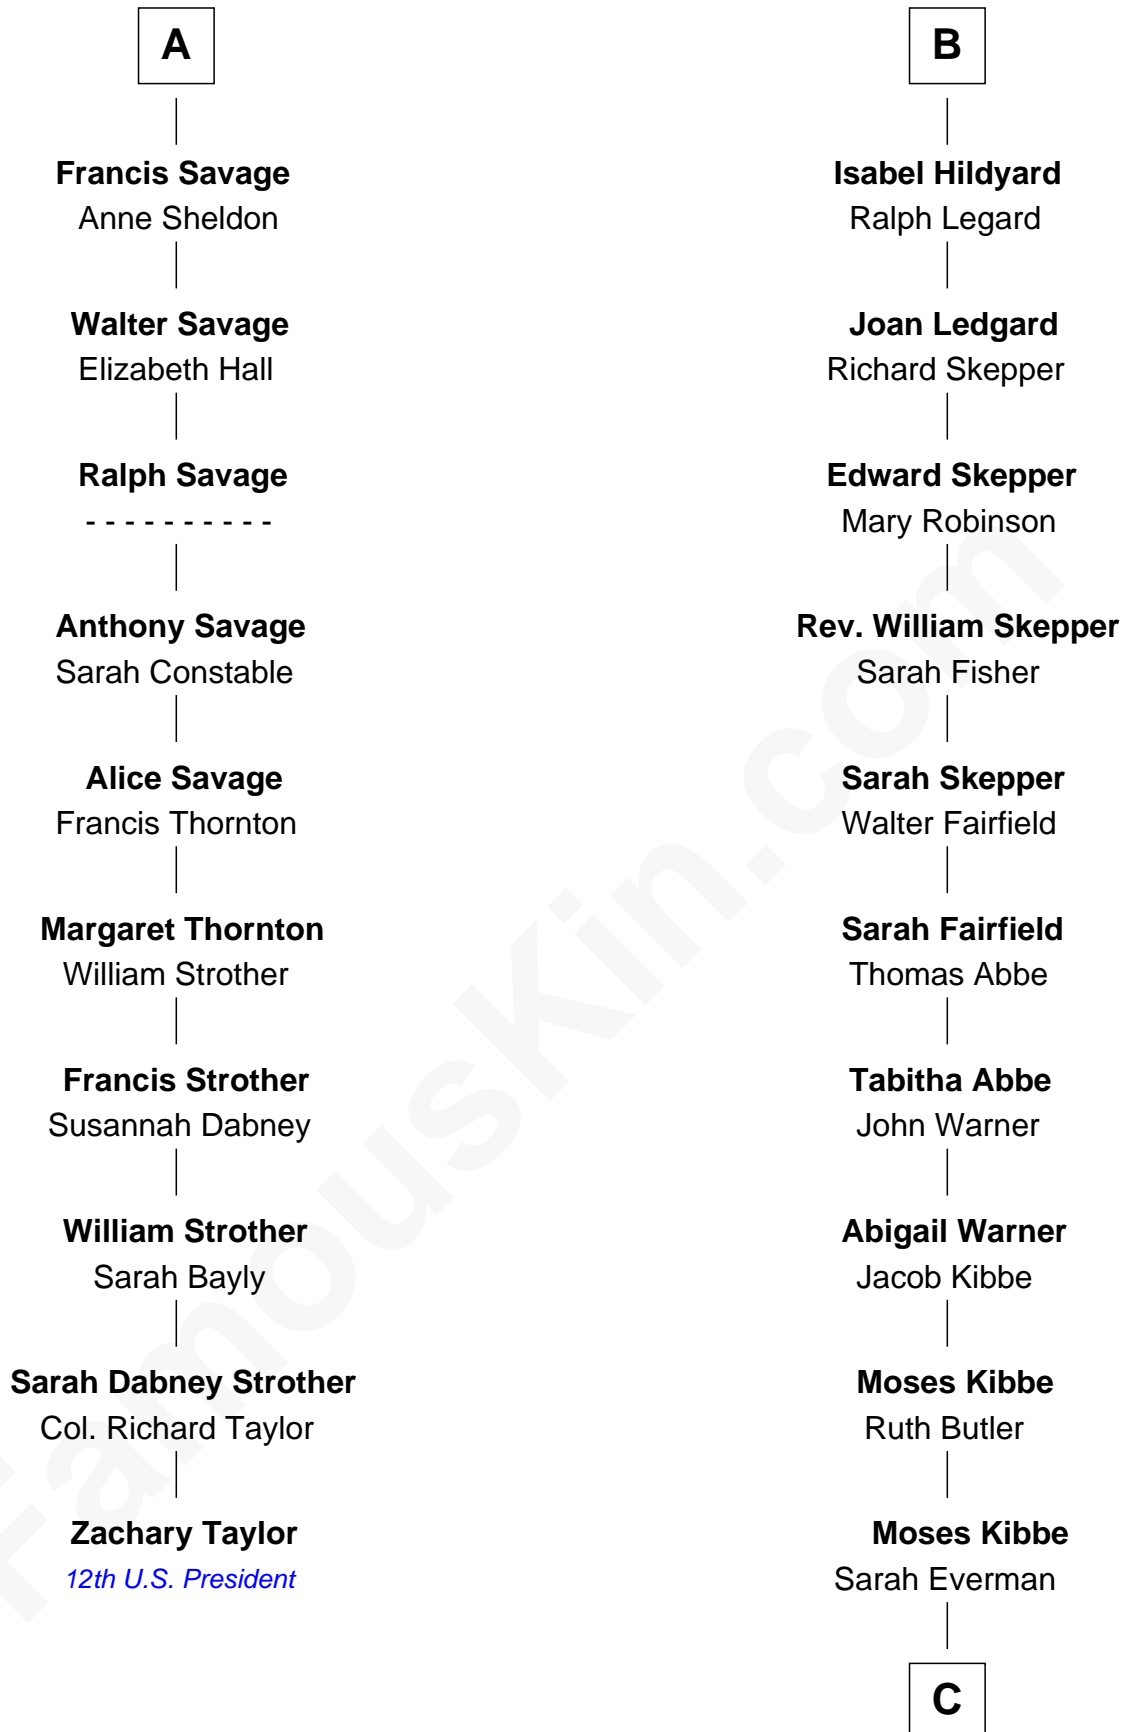 A
Francis Savage
Anne Sheldon
Walter Savage
Elizabeth Hall
Ralph Savage
- - - - - - - - - -
Anthony Savage
Sarah Constable
Alice Savage
Francis Thornton
Margaret Thornton
William Strother
Francis Strother
Susannah Dabney
William Strother
Sarah Bayly
Sarah Dabney Strother
Col. Richard Taylor
Zachary Taylor
12th U.S. President
B
Isabel Hildyard
Ralph Legard
Joan Ledgard
Richard Skepper
Edward Skepper
Mary Robinson
Rev. William Skepper
Sarah Fisher
Sarah Skepper
Walter Fairfield
Sarah Fairfield
Thomas Abbe
Tabitha Abbe
John Warner
Abigail Warner
Jacob Kibbe
Moses Kibbe
Ruth Butler
Moses Kibbe
Sarah Everman
C
FamousKin.com